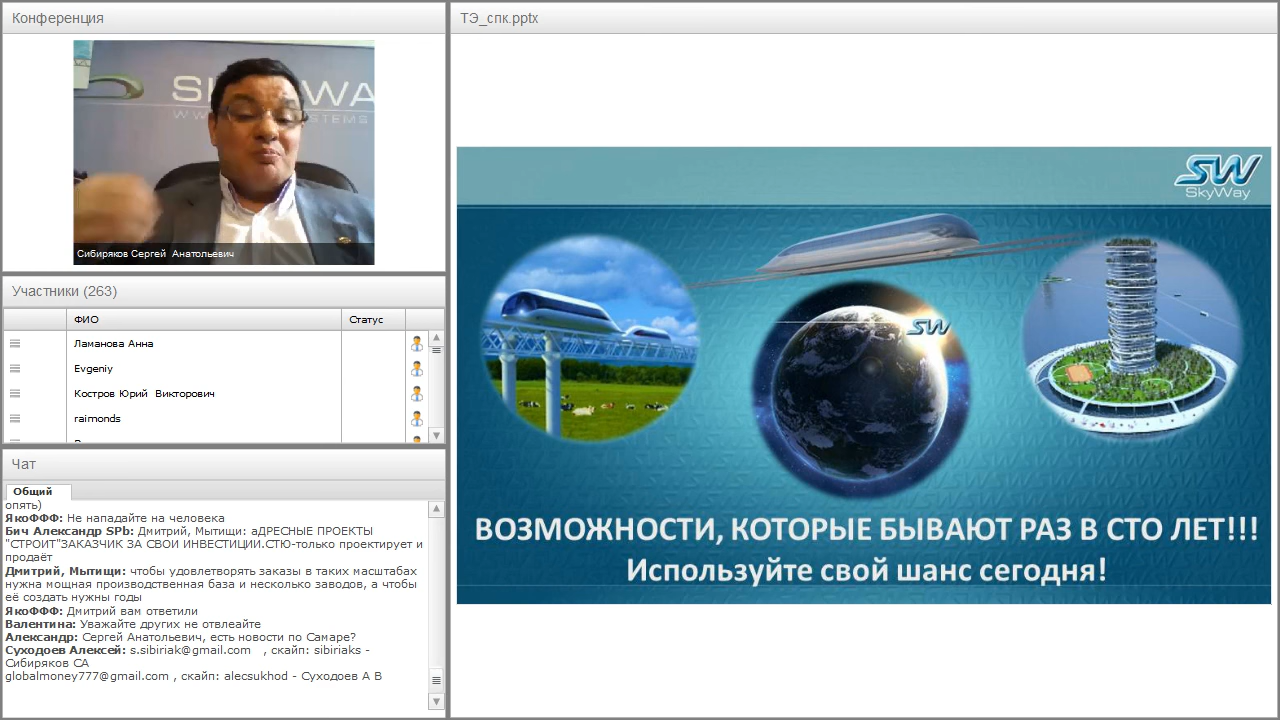 Конференция
SKYWA
Сибиряков Сергей Анатольевич
Участники (263)
ФИО
Статус
Ламанова Анна
Evgeniy
Костров Юрий Викторович
raimonds
Чат
Общий
опять)
ЯкоФФФ: Не нападайте на человека
Бич Александр SPb: Дмитрий, Мытищи: аДРЕСНЫЕ ПРОЕКТЫ
"СТРОИТ"ЗАКАЗЧИК ЗА СВОИ ИНВЕСТИЦИИ.СТЮ-только проектирует и
продаёт
Дмитрий, Мытищи: чтобы удовлетворять заказы в таких масштабах
нужна мощная производственная база и несколько заводов, а чтобы
её создать нужны годы
ЯкоФФФ: Дмитрий вам ответили
Валентина: Уважайте других не отвлеайте
Александр: Сергей Анатольевич, есть новости по Самаре?
Суходоев Алексей: s.sibiriak@gmail.com , скайп: sibiriaks -
Сибиряков СА
globalmoney777@gmail.com , скайп: alecsukhod - Суходоев А В
ТЭ_спк.pptx
SW
SkyWay
SW
ВОЗМОЖНОСТИ, КОТОРЫЕ БЫВАЮТ РАЗ В СТО ЛЕТ!!!
Используйте свой шанс сегодня!